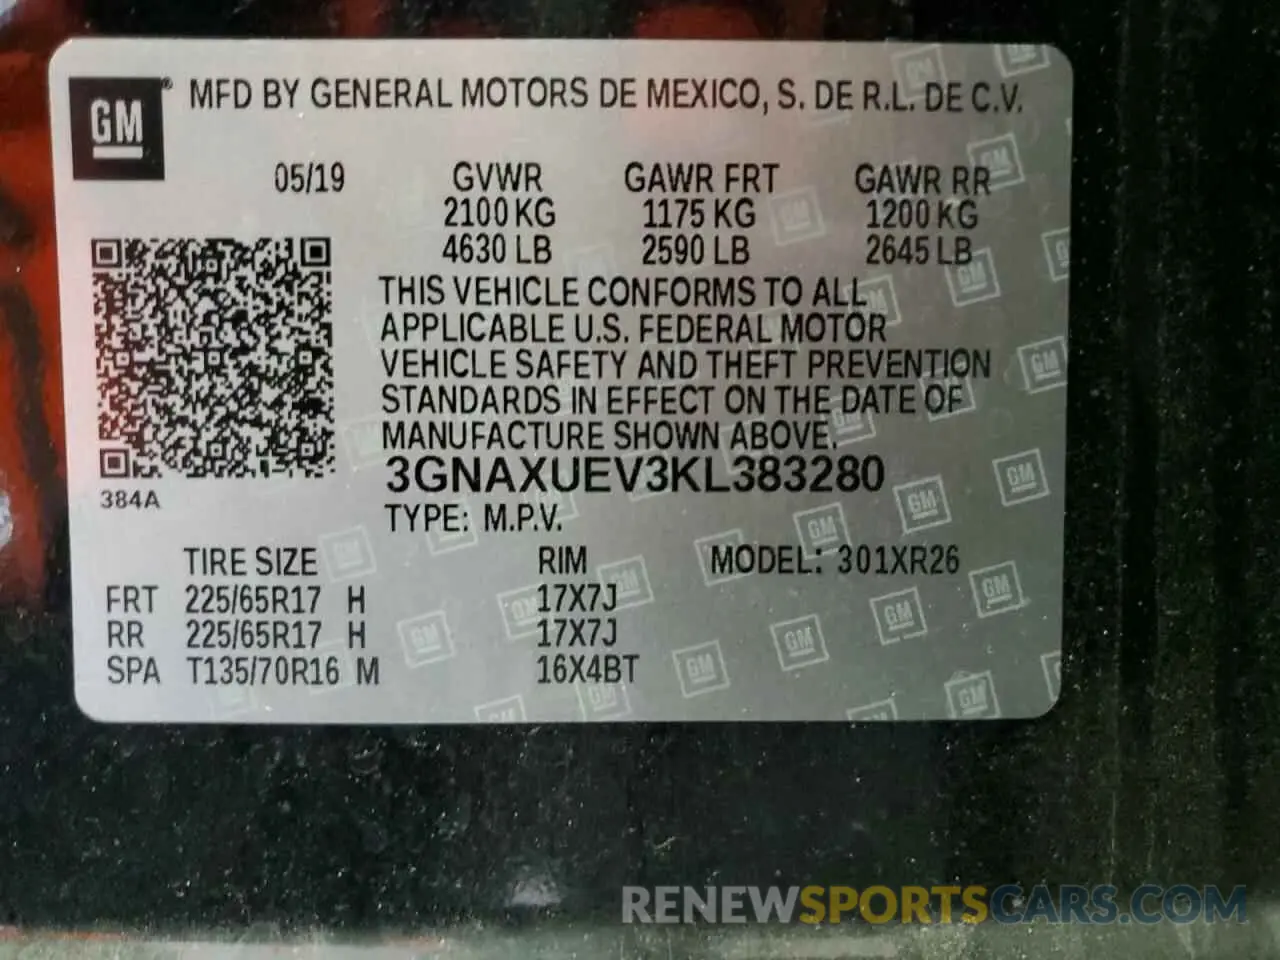 GM ® MFD BY GENERAL MOTORS DE MEXICO, S. DE R.L. DE C.V.
05/19 GVWR GAWR FRT GAWR RR
2100 KG 1175 KG 1200 KG
4630 LB 2590 LB 2645 LB
THIS VEHICLE CONFORMS TO ALL
APPLICABLE U.S. FEDERAL MOTOR
VEHICLE SAFETY AND THEFT PREVENTION
STANDARDS IN EFFECT ON THE DATE OF
MANUFACTURE SHOWN ABOVE.
3GNAXUEV3KL383280
384A
TYPE: M.P.V.
TIRE SIZE RIM MODEL: 301XR26
FRT 225/65R17 H 17X7J
RR 225/65R17 H 17X7J
SPA T135/70R16 M 16X4BT
RENEWSPORTSCARS.COM